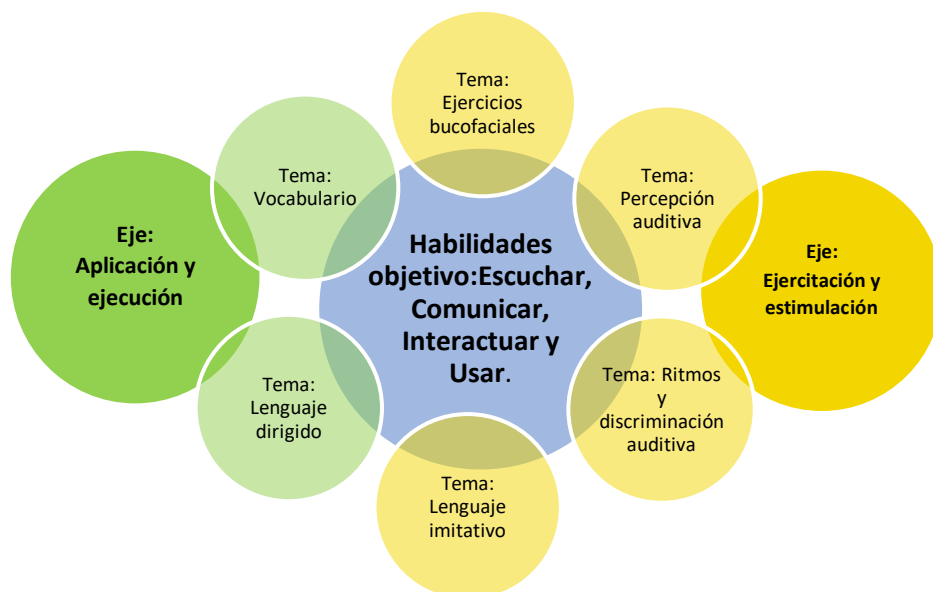 Tema:
Ejercicios
bucofaciales
Tema:
Vocabulario
Tema:
Percepción
auditiva
Eje:
Aplicación y
ejecución
Habilidades
objetivo:Escuchar,
Comunicar,
Interactuar y
Usar.
Eje:
Ejercitación y
estimulación
Tema:
Lenguaje
dirigido
Tema: Ritmos
y
discriminación
auditiva
Tema:
Lenguaje
imitativo